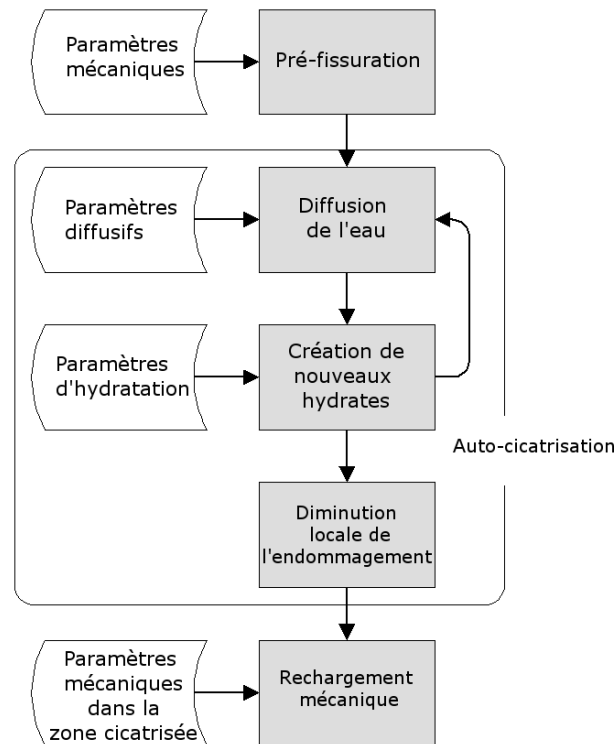 Paramètres
mécaniques
Pré-fissuration
Paramètres
diffusifs
Diffusion
de l'eau
Paramètres
d'hydratation
Création de
nouveaux
hydrates
Auto-cicatrisation
Diminution
locale de
l'endommagement
Paramètres
mécaniques
dans la
zone cicatrisée
Rechargement
mécanique